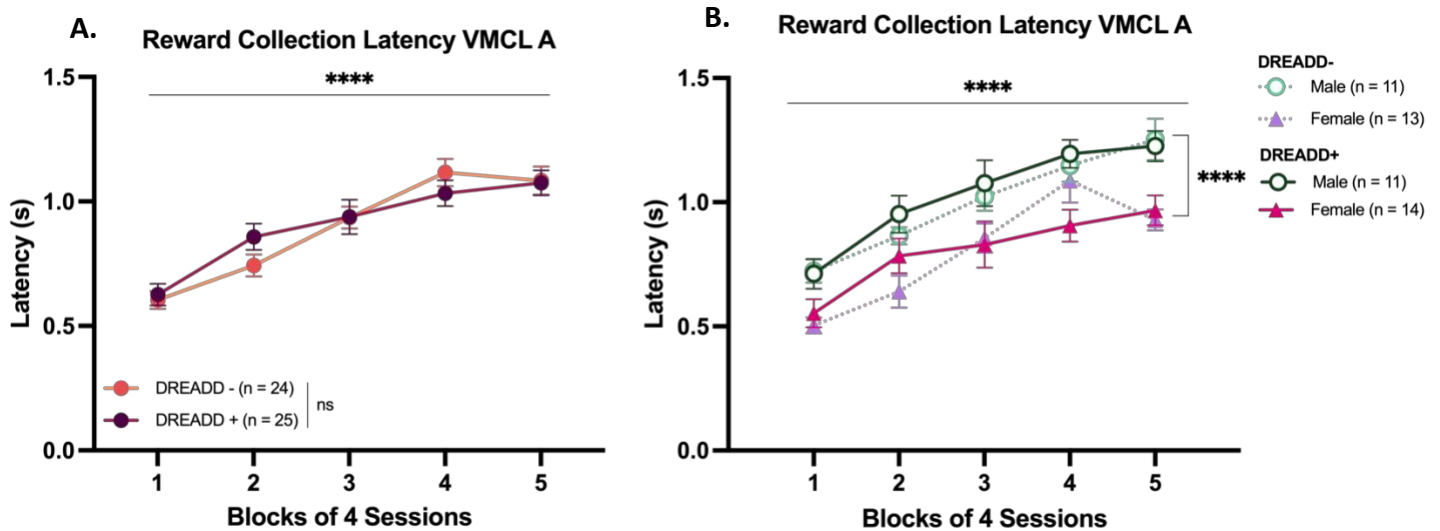 A.
Reward Collection Latency VMCL A
****
1.5
1.0
0.5
0.0
Latency (s)
DREADD - (n = 24)
DREADD + (n = 25)
ns
1 2 3 4 5
Blocks of 4 Sessions
B.
Reward Collection Latency VMCL A
****
1.5
1.0
0.5
0.0
Latency (s)
****
1 2 3 4 5
Blocks of 4 Sessions
DREADD-
Male (n = 11)
Female (n = 13)
DREADD+
Male (n = 11)
Female (n = 14)